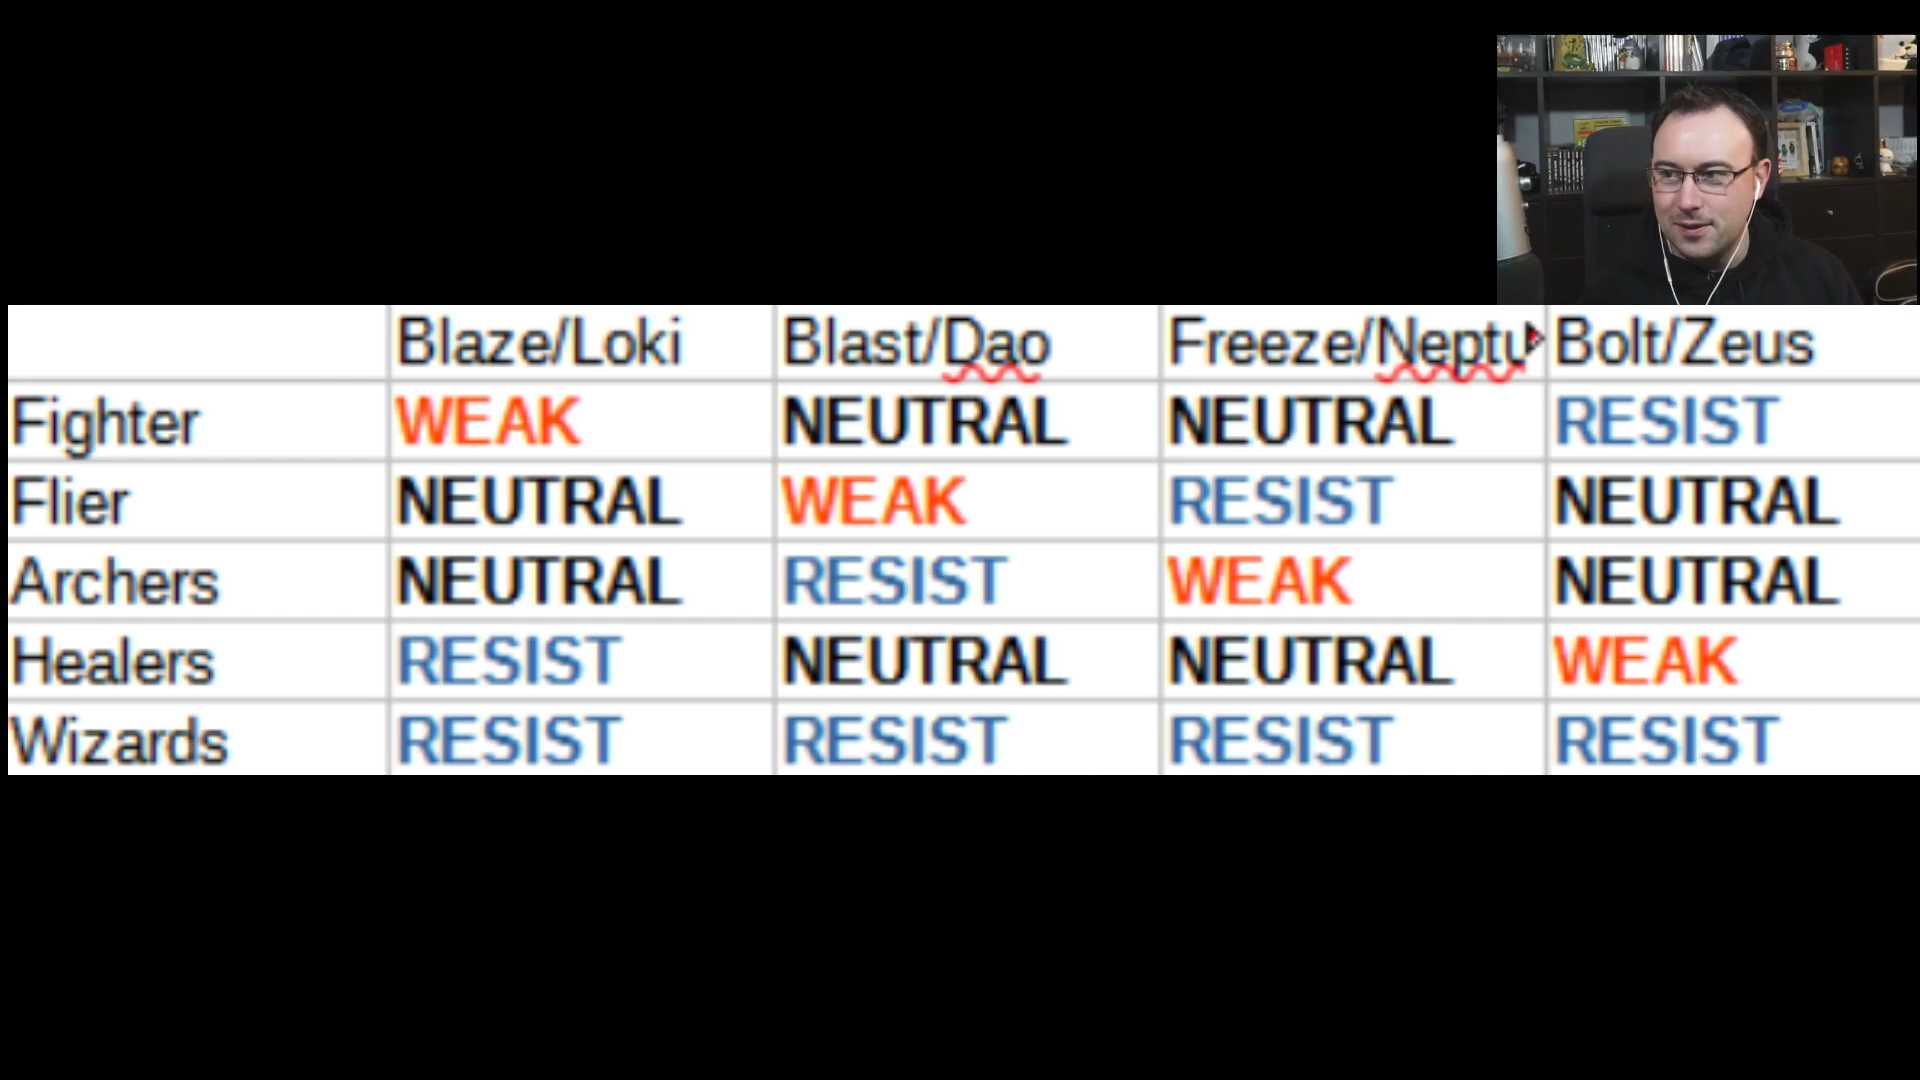 Blaze/Loki Blast/Dao Freeze/Neptu Bolt/Zeus
Fighter WEAK NEUTRAL NEUTRAL RESIST
Flier NEUTRAL WEAK RESIST NEUTRAL
Archers NEUTRAL RESIST WEAK NEUTRAL
Healers RESIST NEUTRAL NEUTRAL WEAK
Wizards RESIST RESIST RESIST RESIST